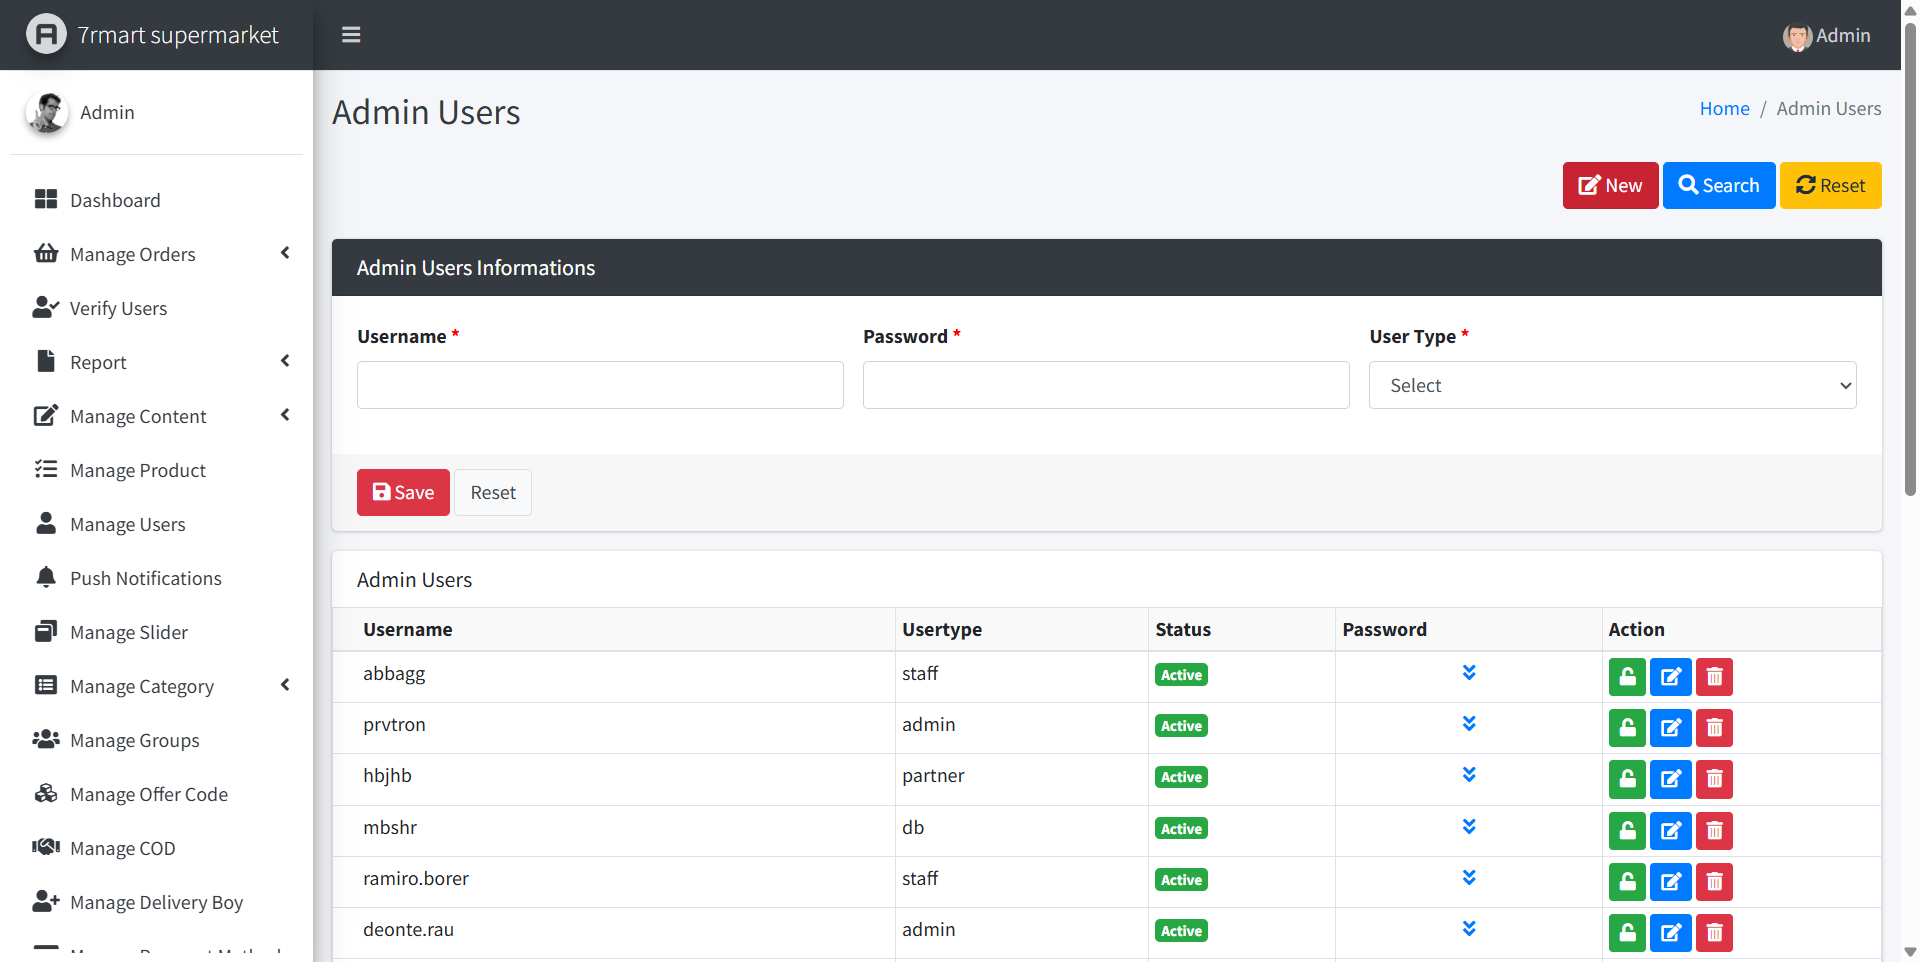 7rmart supermarket
Admin
Admin
Admin Users
Home / Admin Users
New
Search
Reset
Dashboard
Manage Orders
Verify Users
Report
Manage Content
Manage Product
Manage Users
Push Notifications
Manage Slider
Manage Category
Manage Groups
Manage Offer Code
Manage COD
Manage Delivery Boy
Admin Users Informations
Username *
Password *
User Type *
Select
Save
Reset
Admin Users
Username Usertype Status Password Action
abbagg staff Active
prvtron admin Active
hbjhb partner Active
mbshr db Active
ramiro.borer staff Active
deonte.rau admin Active